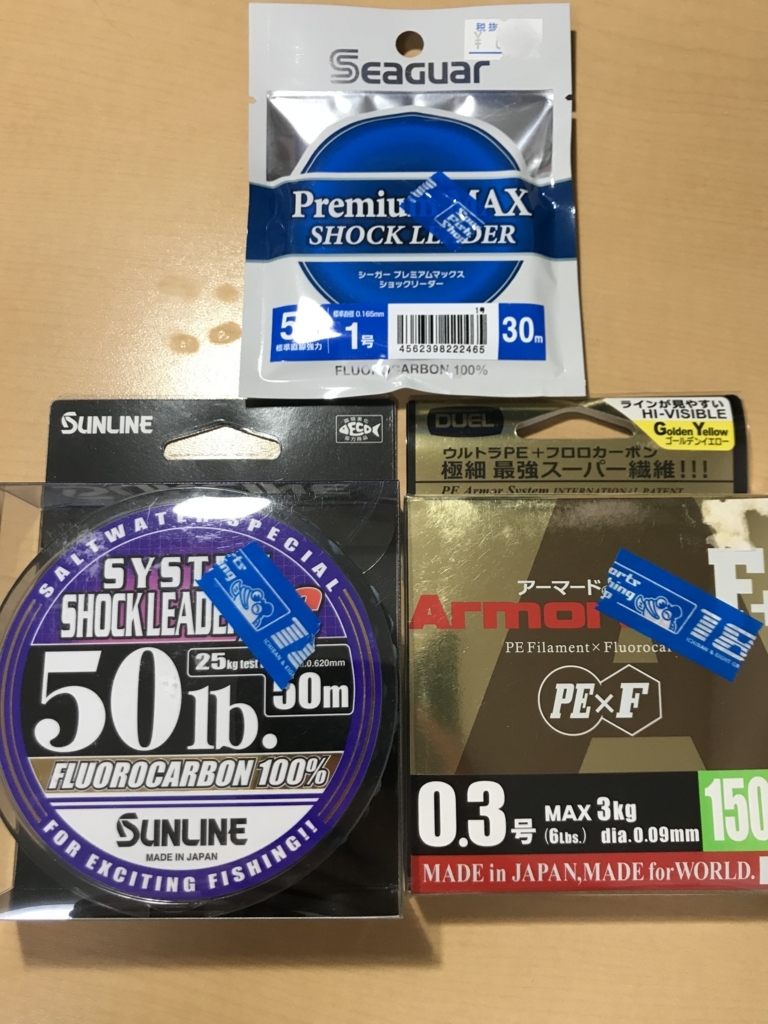 税抜
Seaguar
Premium MAX
SHOCK LEADER
シーガー プレミアムマックス
ショックリーダー
標準直径 0.165mm
標準直線強力
1号
30m
4562398222465
FLUOROCARBON 100%
SUNLINE
SALTWATER SPECIAL
SHOCK LEADER
50lb.
25kg test
0.620mm
50m
FLUOROCARBON 100%
SUNLINE
MADE IN JAPAN
FOR EXCITING FISHING!!
DUEL
ラインが見やすい
HI-VISIBLE
Golden Yellow
ゴールデンイエロー
ウルトラPE+フロロカーボン
極細 最強スーパー繊維!!!
PE Armor System INTERNATIONAL PATENT
アーマード
PE Filament×
PE×F
0.3号
MAX 3kg
(6Lbs.) dia.0.09mm
150
MADE in JAPAN,MADE for WORLD.